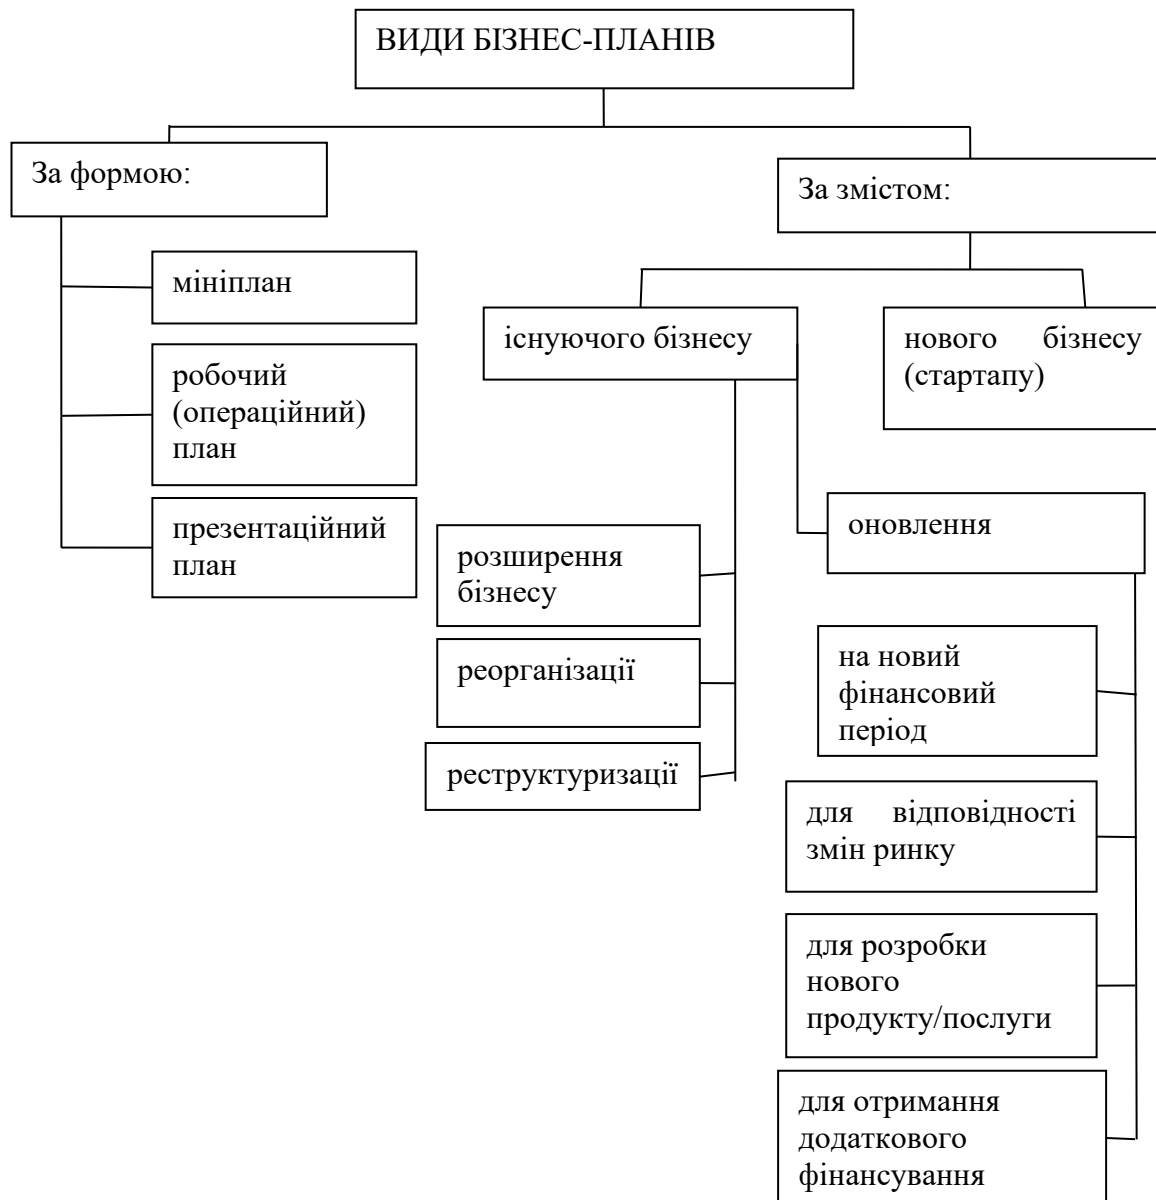 ВИДИ БІЗНЕС-ПЛАНІВ
За формою:
За змістом:
мініплан
робочий
(операційний)
план
презентаційний
план
існуючого бізнесу
нового бізнесу
(стартапу)
розширення
бізнесу
реорганізації
реструктуризації
оновлення
на новий
фінансовий
період
для відповідності
змін ринку
для розробки
нового
продукту/послуги
для отримання
додаткового
фінансування